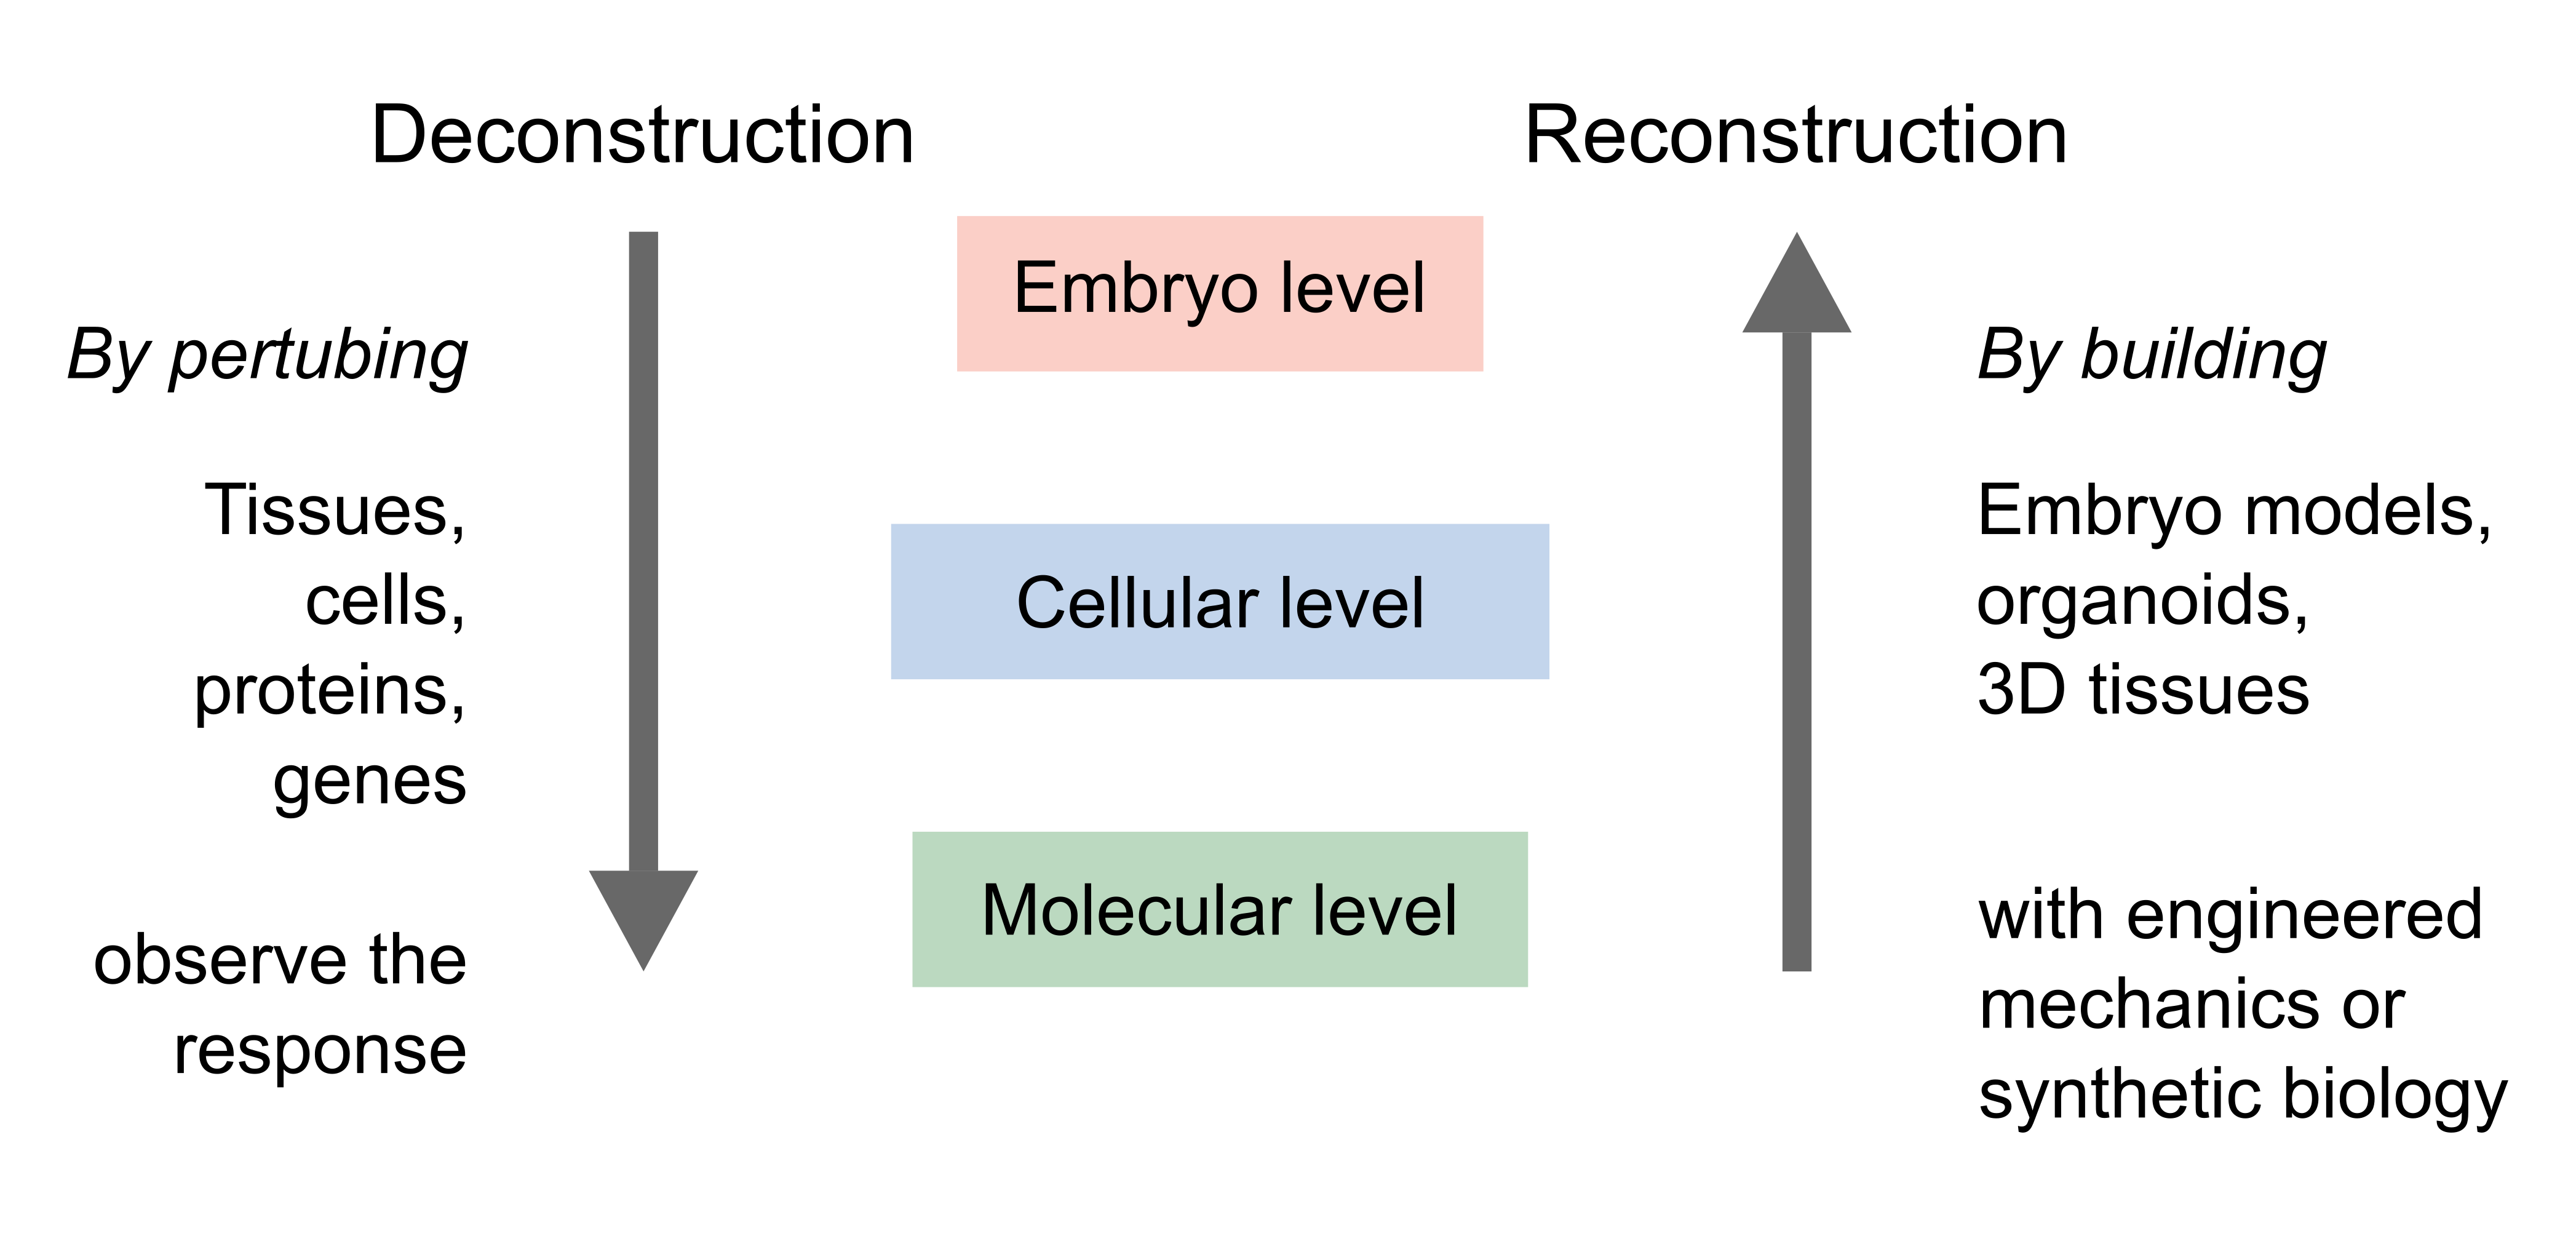 Deconstruction
Reconstruction
By pertubing
Tissues,
cells,
proteins,
genes
observe the
response
Embryo level
Cellular level
Molecular level
By building
Embryo models,
organoids,
3D tissues
with engineered
mechanics or
synthetic biology